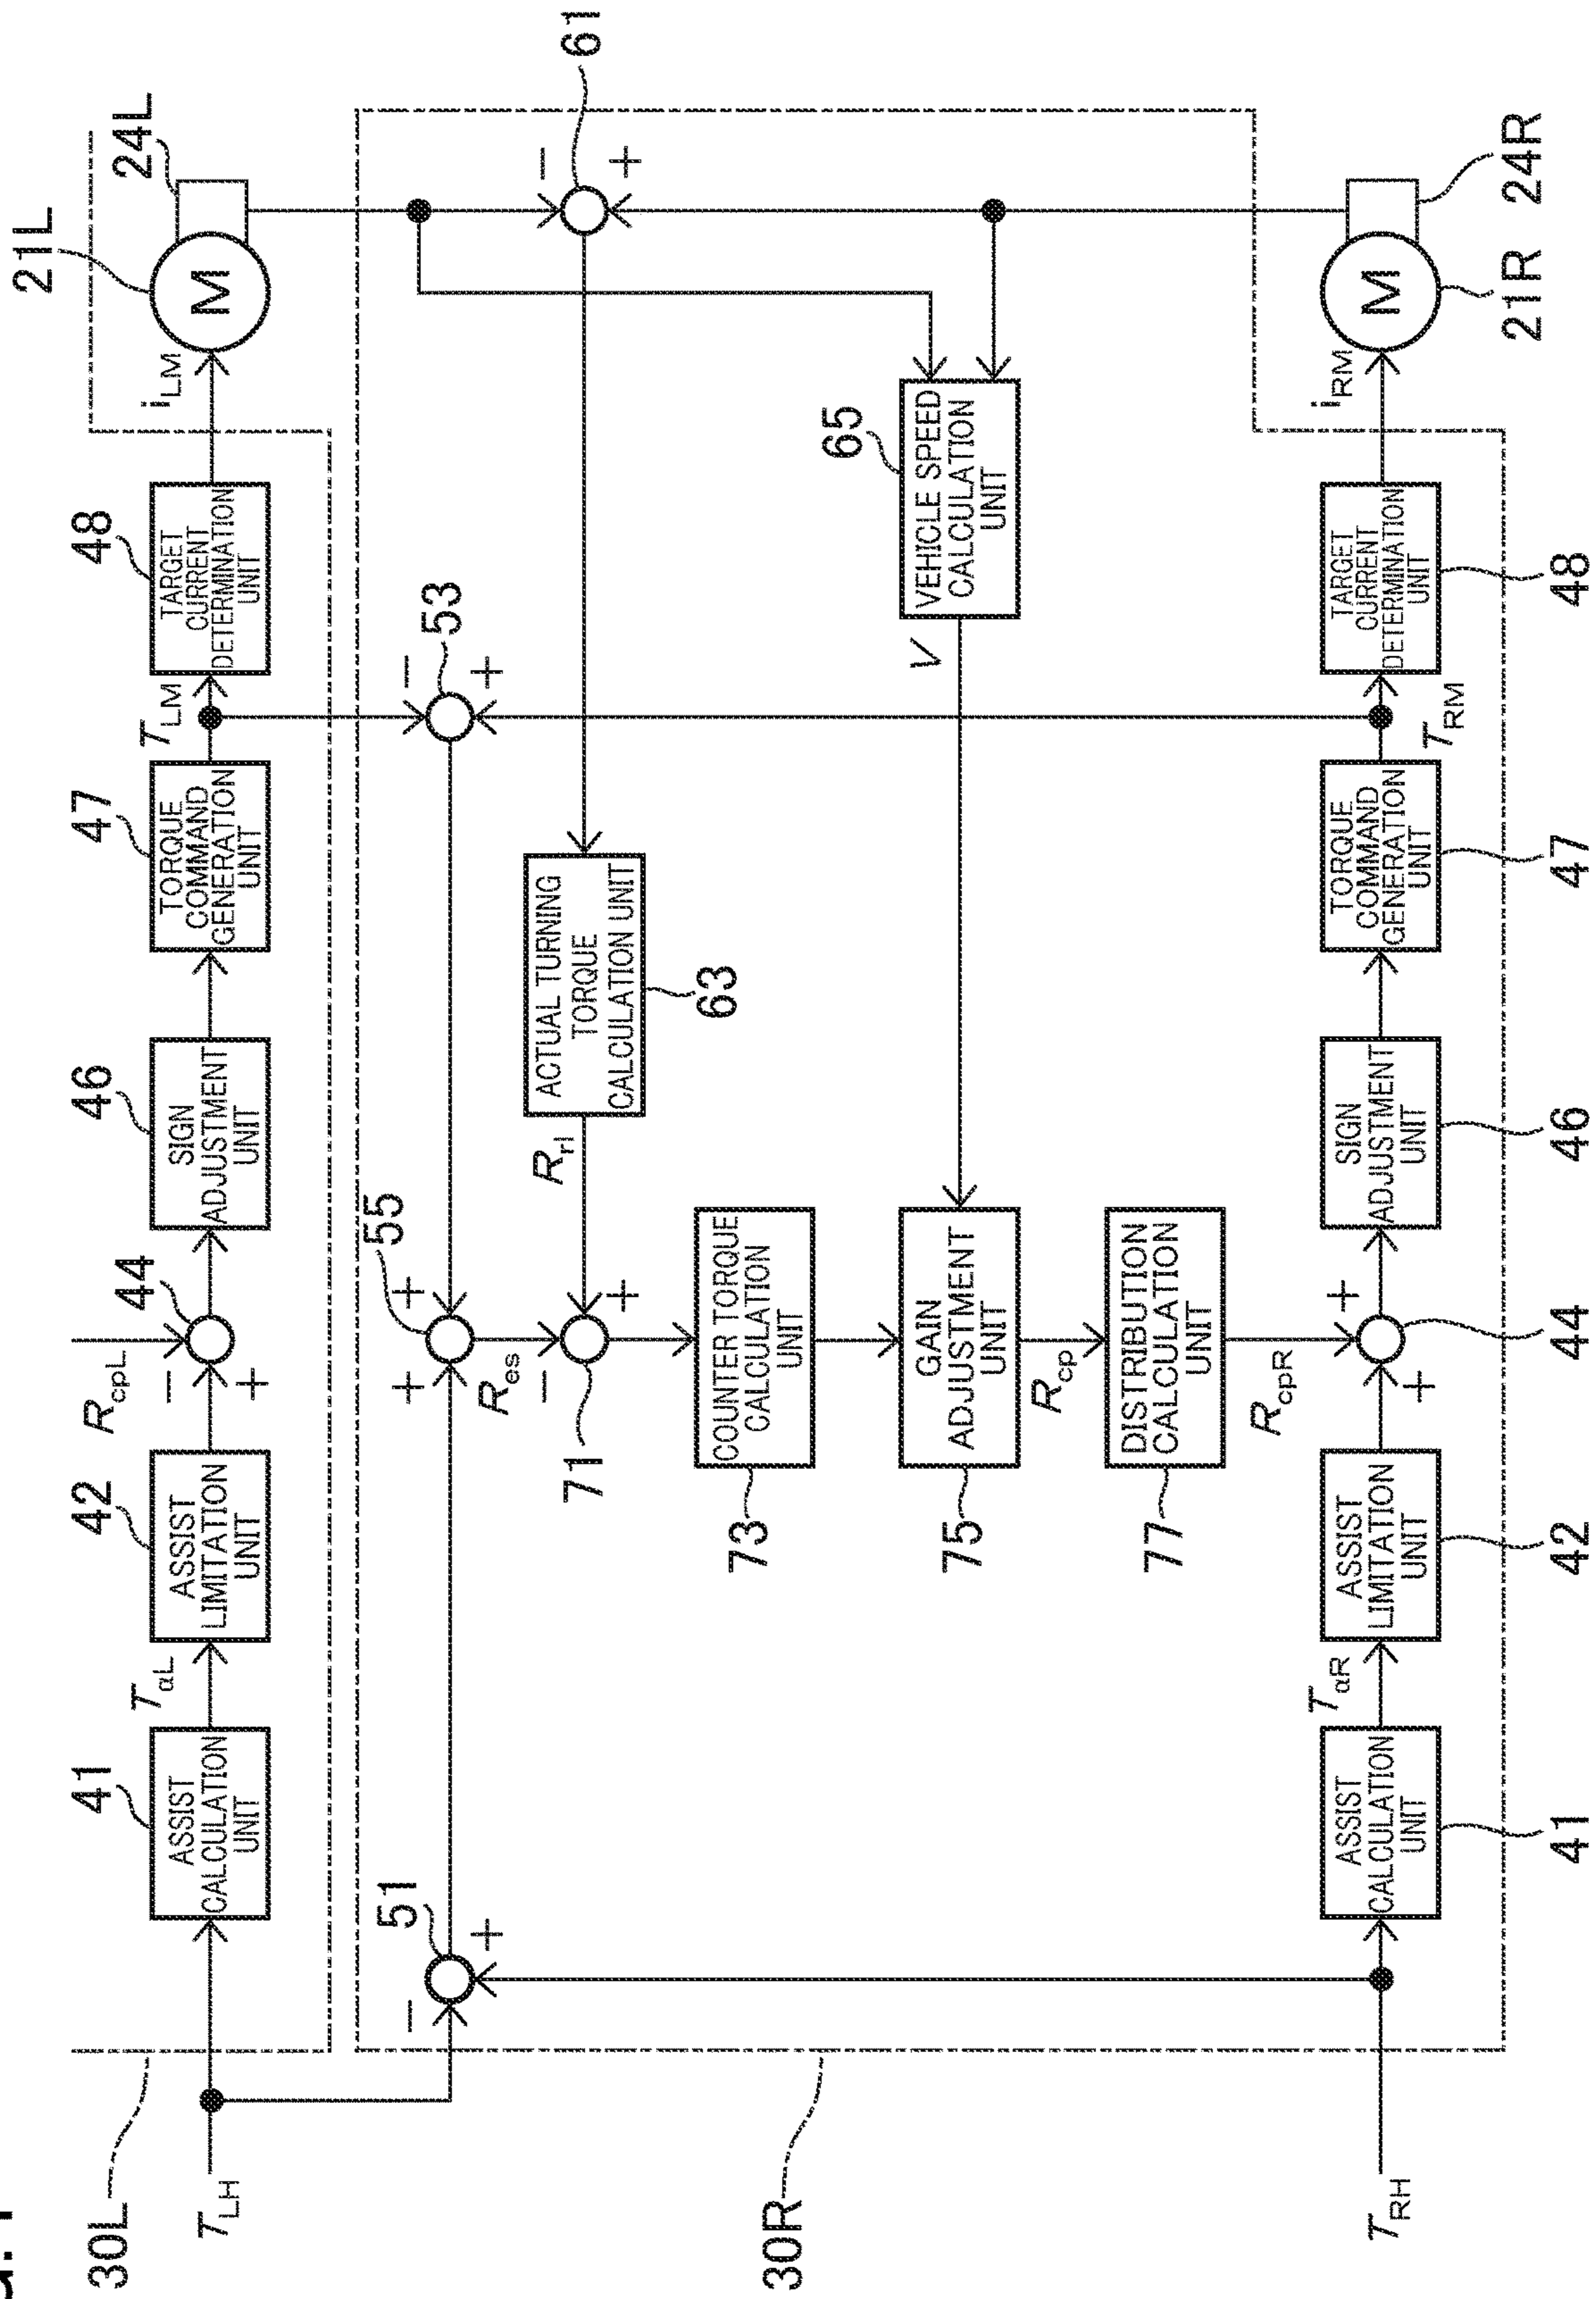 30L
T_LH
41
ASSIST
CALCULATION
UNIT
T_αL
42
ASSIST
LIMITATION
UNIT
R_cpL
−
+
44
46
SIGN
ADJUSTMENT
UNIT
47
TORQUE
COMMAND
GENERATION
UNIT
T_LM
48
TARGET
CURRENT
DETERMINATION
UNIT
i_LM
21L
M
24L
30R
51
−
+
55
+
+
R_es
53
−
+
61
−
+
71
−
+
R_rl
ACTUAL TURNING
TORQUE
CALCULATION UNIT
63
COUNTER TORQUE
CALCULATION
UNIT
73
65
VEHICLE SPEED
CALCULATION
UNIT
V
GAIN
ADJUSTMENT
UNIT
75
R_cp
DISTRIBUTION
CALCULATION
UNIT
77
R_cpR
T_RH
ASSIST
CALCULATION
UNIT
41
T_αR
ASSIST
LIMITATION
UNIT
42
+
+
44
SIGN
ADJUSTMENT
UNIT
46
TORQUE
COMMAND
GENERATION
UNIT
47
T_RM
TARGET
CURRENT
DETERMINATION
UNIT
48
i_RM
M
21R
24R